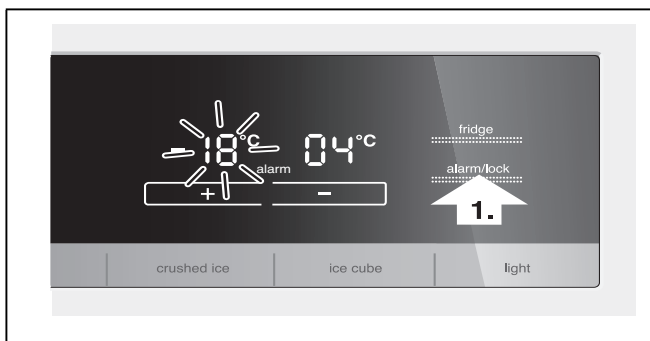 -18°C 04°C
fridge
alarm
alarm/lock
+ -
1.
crushed ice ice cube light